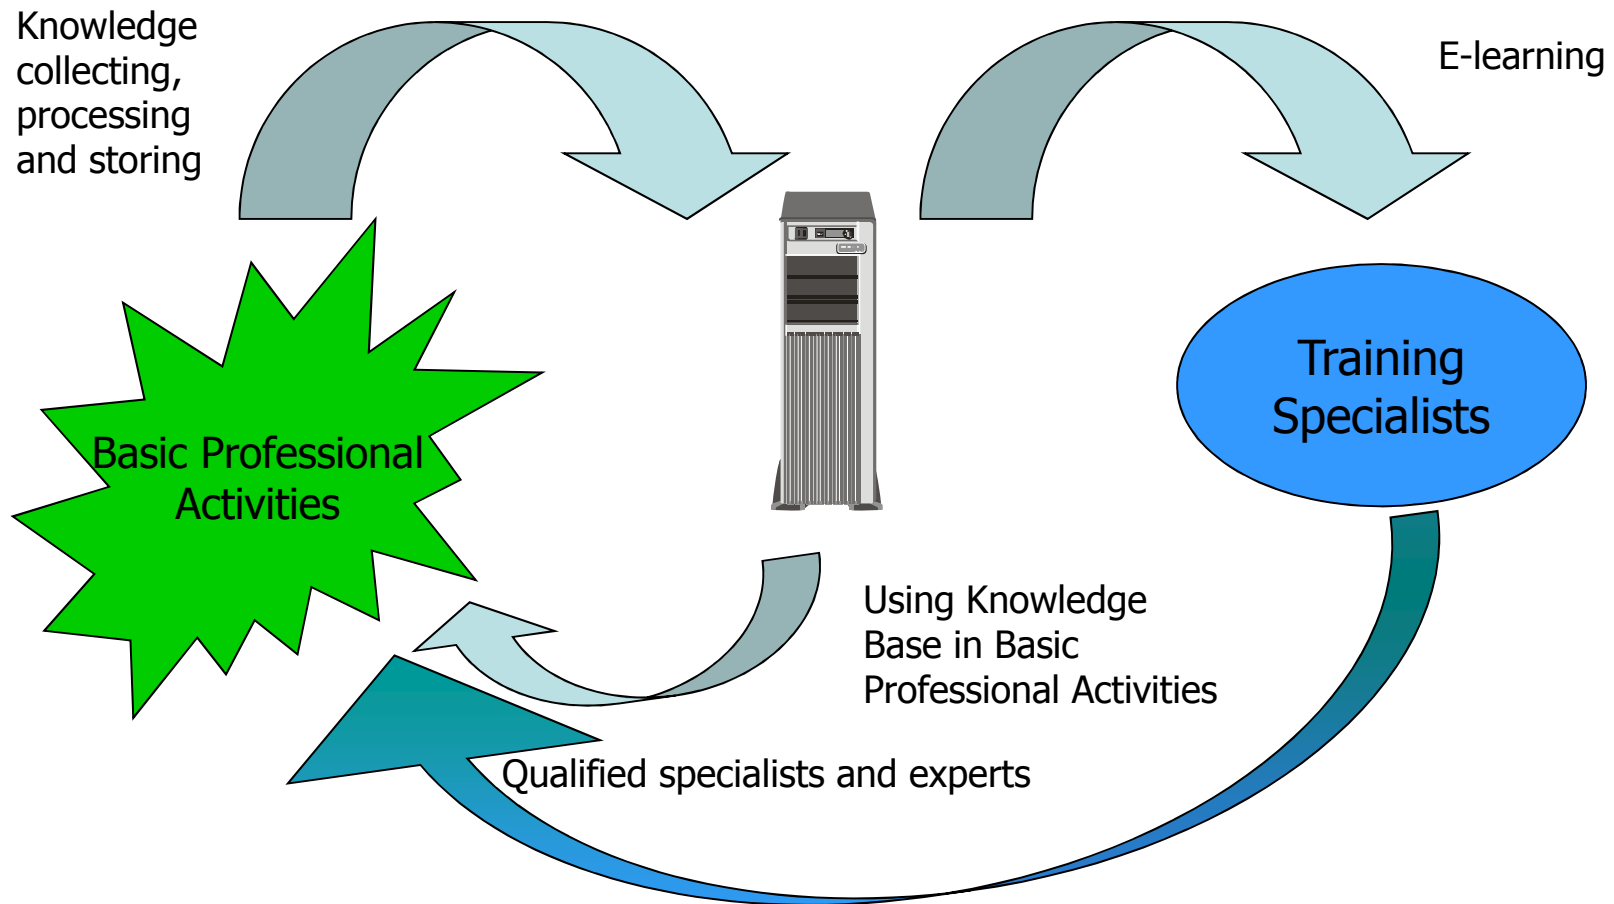 Knowledge
collecting,
processing
and storing
E-learning
Training
Specialists
Basic Professional
Activities
Using Knowledge
Base in Basic
Professional Activities
Qualified specialists and experts